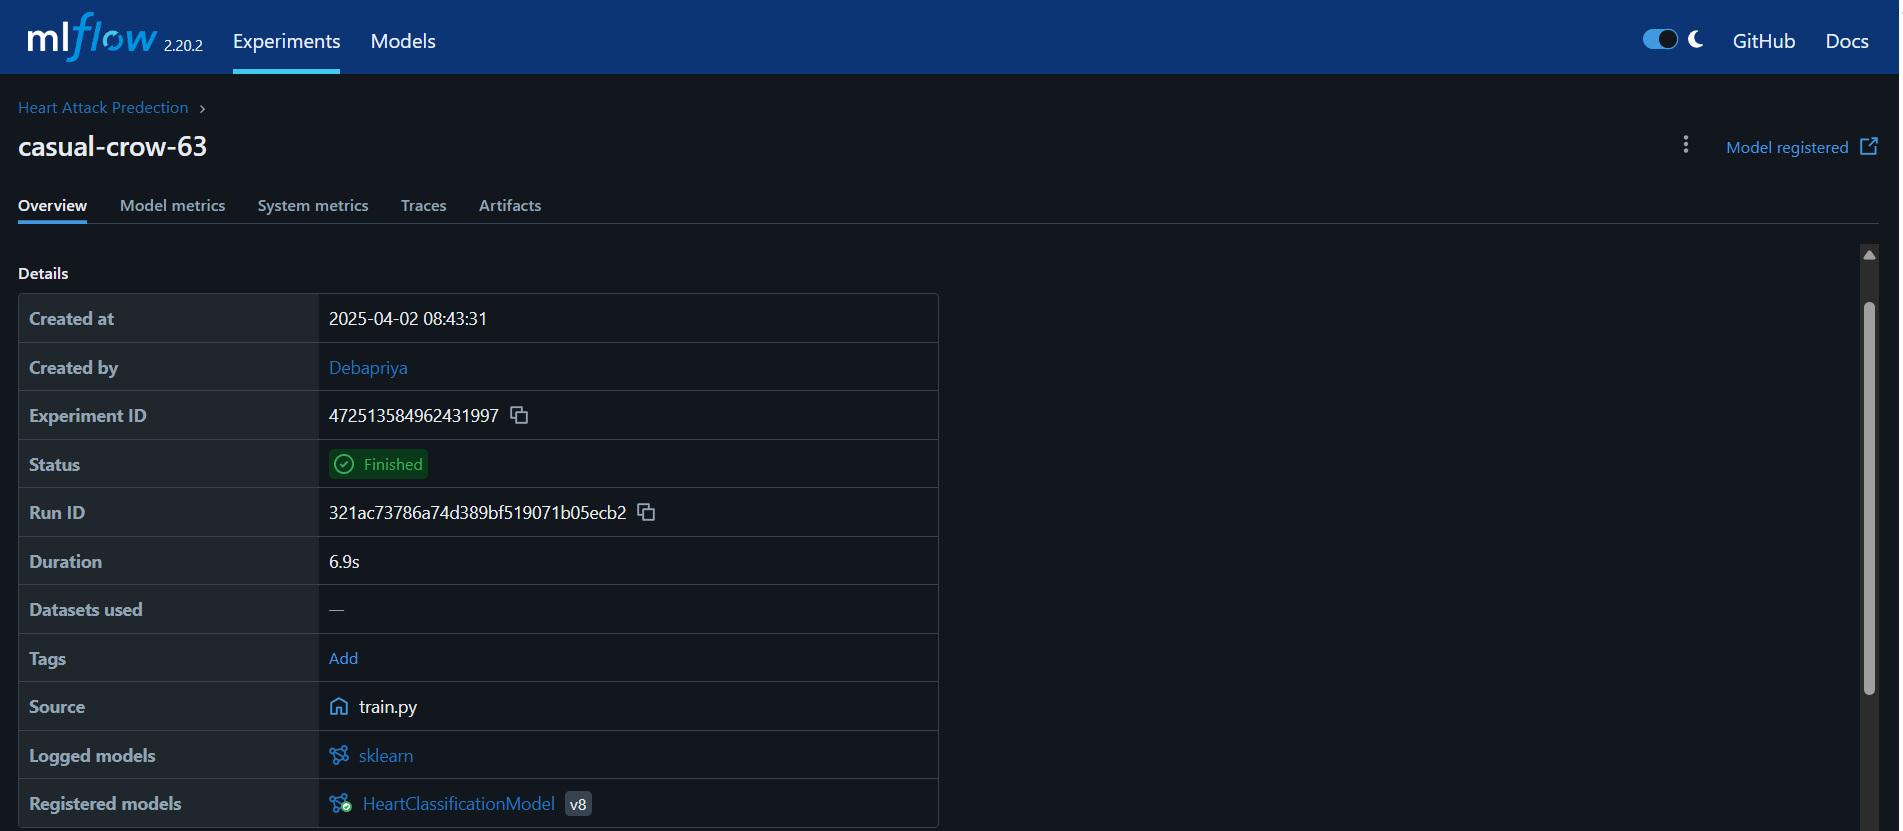 mlflow 2.20.2 Experiments Models GitHub Docs
Heart Attack Predection ›
casual-crow-63 Model registered
Overview Model metrics System metrics Traces Artifacts
Details
Created at 2025-04-02 08:43:31
Created by Debapriya
Experiment ID 472513584962431997
Status Finished
Run ID 321ac73786a74d389bf519071b05ecb2
Duration 6.9s
Datasets used —
Tags Add
Source train.py
Logged models sklearn
Registered models HeartClassificationModel v8